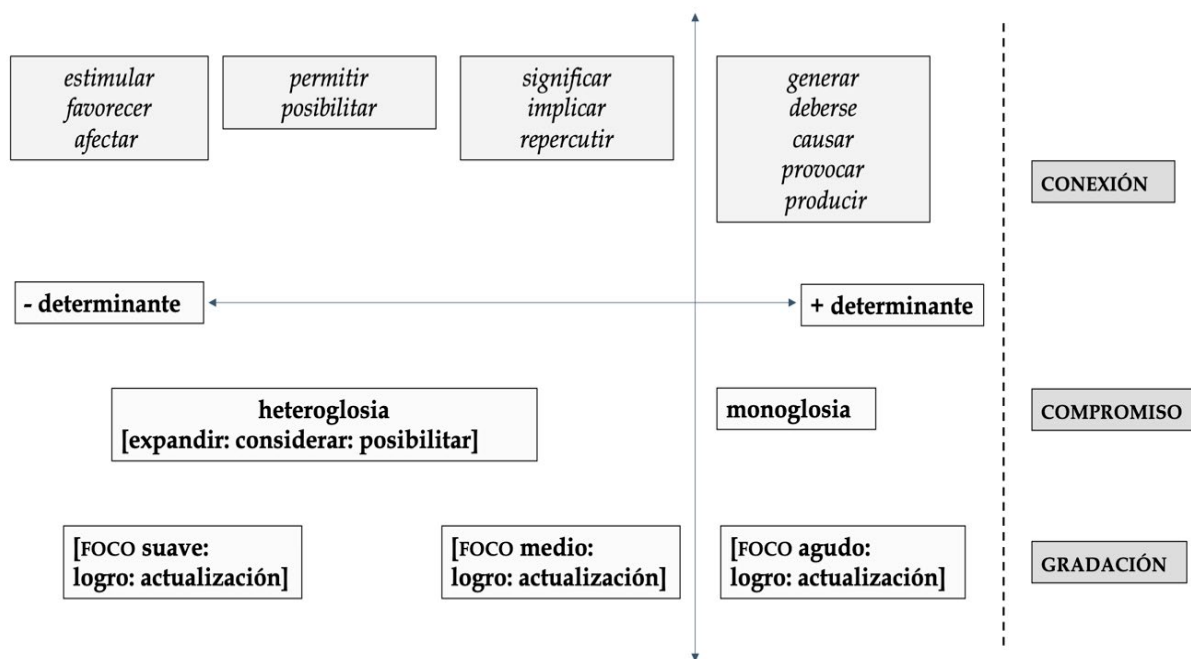 estimular
favorecer
afectar
permitir
posibilitar
significar
implicar
repercutir
generar
deberse
causar
provocar
producir
CONEXIÓN
- determinante
+ determinante
heteroglosia
[expandir: considerar: posibilitar]
monoglosia
COMPROMISO
[FOCO suave:
logro: actualización]
[FOCO medio:
logro: actualización]
[FOCO agudo:
logro: actualización]
GRADACIÓN